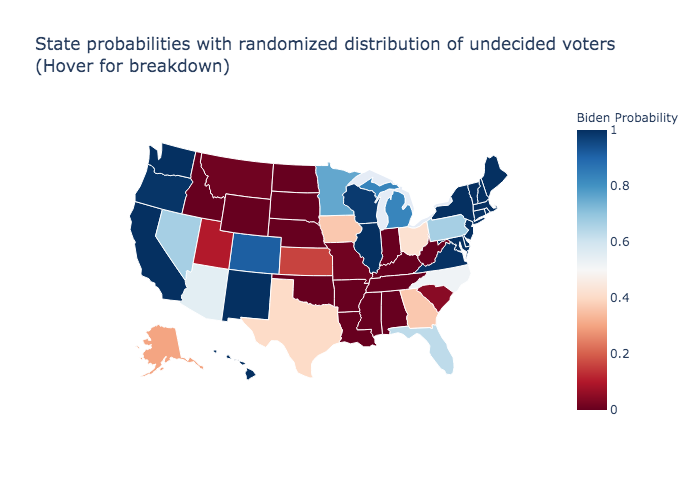 State probabilities with randomized distribution of undecided voters
(Hover for breakdown)
Biden Probability
1
0.8
0.6
0.4
0.2
0